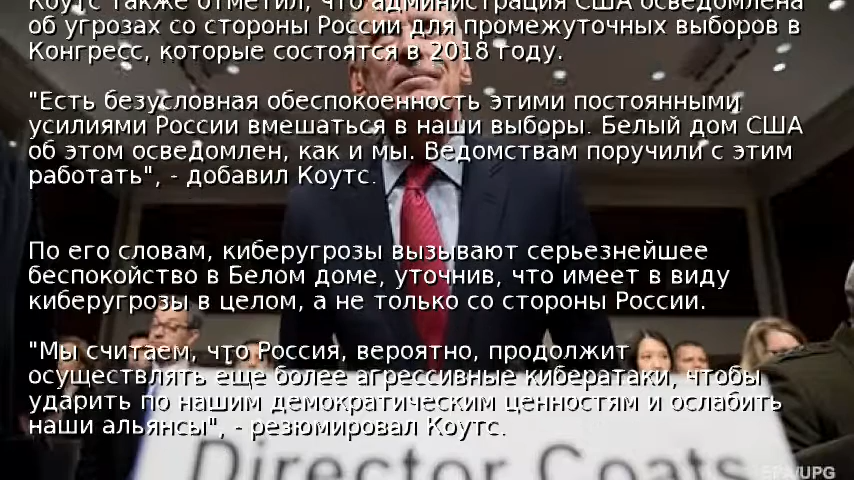 Коутс также отметил, что администрация США осведомлена
об угрозах со стороны России для промежуточных выборов в
Конгресс, которые состоятся в 2018 году.
"Есть безусловная обеспокоенность этими постоянными
усилиями России вмешаться в наши выборы. Белый дом США
об этом осведомлен, как и мы. Ведомствам поручили с этим
работать", - добавил Коутс.
По его словам, киберугрозы вызывают серьезнейшее
беспокойство в Белом доме, уточнив, что имеет в виду
киберугрозы в целом, а не только со стороны России.
"Мы считаем, что Россия, вероятно, продолжит
осуществлять еще более агрессивные кибератаки, чтобы
ударить по нашим демократическим ценностям и ослабить
наши альянсы", - резюмировал Коутс.
Director Coats
EPA/UPG